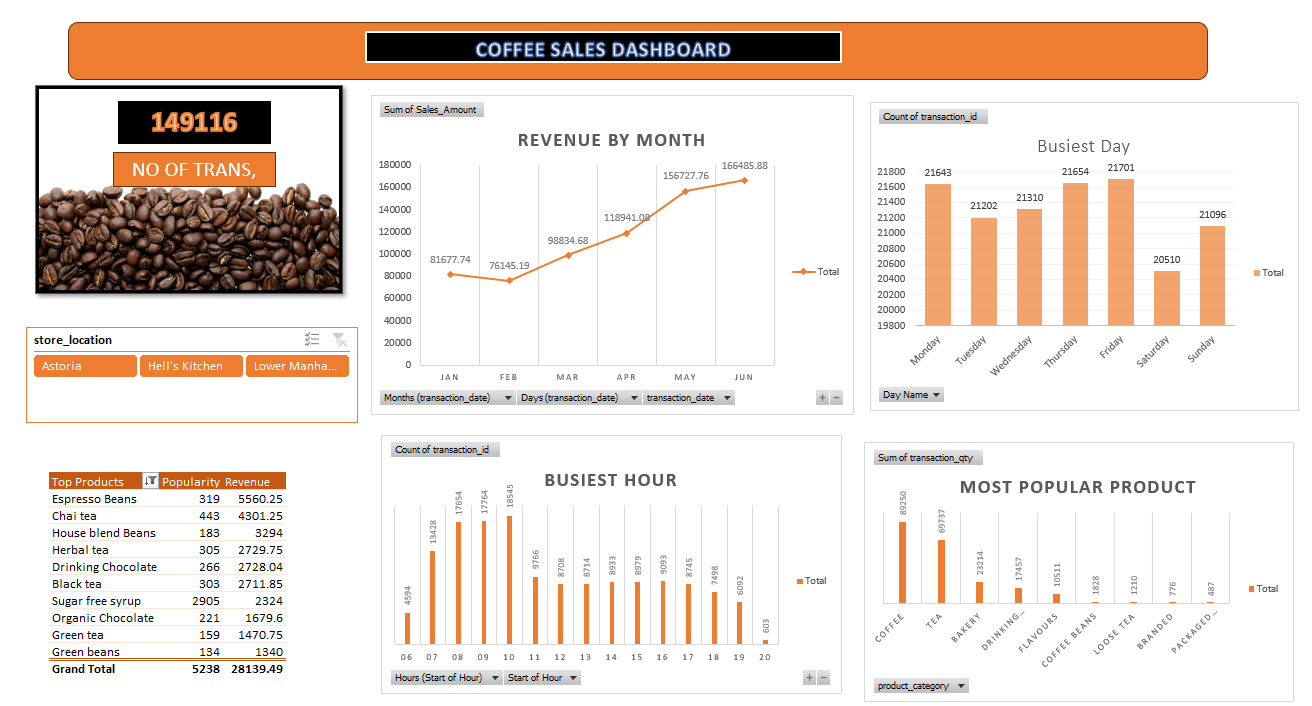 COFFEE SALES DASHBOARD
149116
NO OF TRANS,
store_location
Astoria
Hell's Kitchen
Lower Manha...
Top Products Popularity Revenue
Espresso Beans 319 5560.25
Chai tea 443 4301.25
House blend Beans 183 3294
Herbal tea 305 2729.75
Drinking Chocolate 266 2728.04
Black tea 303 2711.85
Sugar free syrup 2905 2324
Organic Chocolate 221 1679.6
Green tea 159 1470.75
Green beans 134 1340
Grand Total 5238 28139.49
Sum of Sales_Amount
REVENUE BY MONTH
180000
160000
140000
120000
100000
80000
60000
40000
20000
0
81677.74
76145.19
98834.68
118941.08
156727.76
166485.88
JAN FEB MAR APR MAY JUN
Total
Months (transaction_date) Days (transaction_date) transaction_date
Count of transaction_id
Busiest Day
21800
21600
21400
21200
21000
20800
20600
20400
20200
20000
19800
21643
21202
21310
21654
21701
20510
21096
Monday
Tuesday
Wednesday
Thursday
Friday
Saturday
Sunday
Total
Day Name
Count of transaction_id
BUSIEST HOUR
4594
13428
17654
17764
18545
9766
8708
8714
8933
8979
9093
8745
7498
6092
603
06 07 08 09 10 11 12 13 14 15 16 17 18 19 20
Total
Hours (Start of Hour) Start of Hour
Sum of transaction_qty
MOST POPULAR PRODUCT
89250
69737
23214
17457
10511
1828
1210
776
487
COFFEE
TEA
BAKERY
DRINKING...
FLAVOURS
COFFEE BEANS
LOOSE TEA
BRANDED
PACKAGED...
Total
product_category